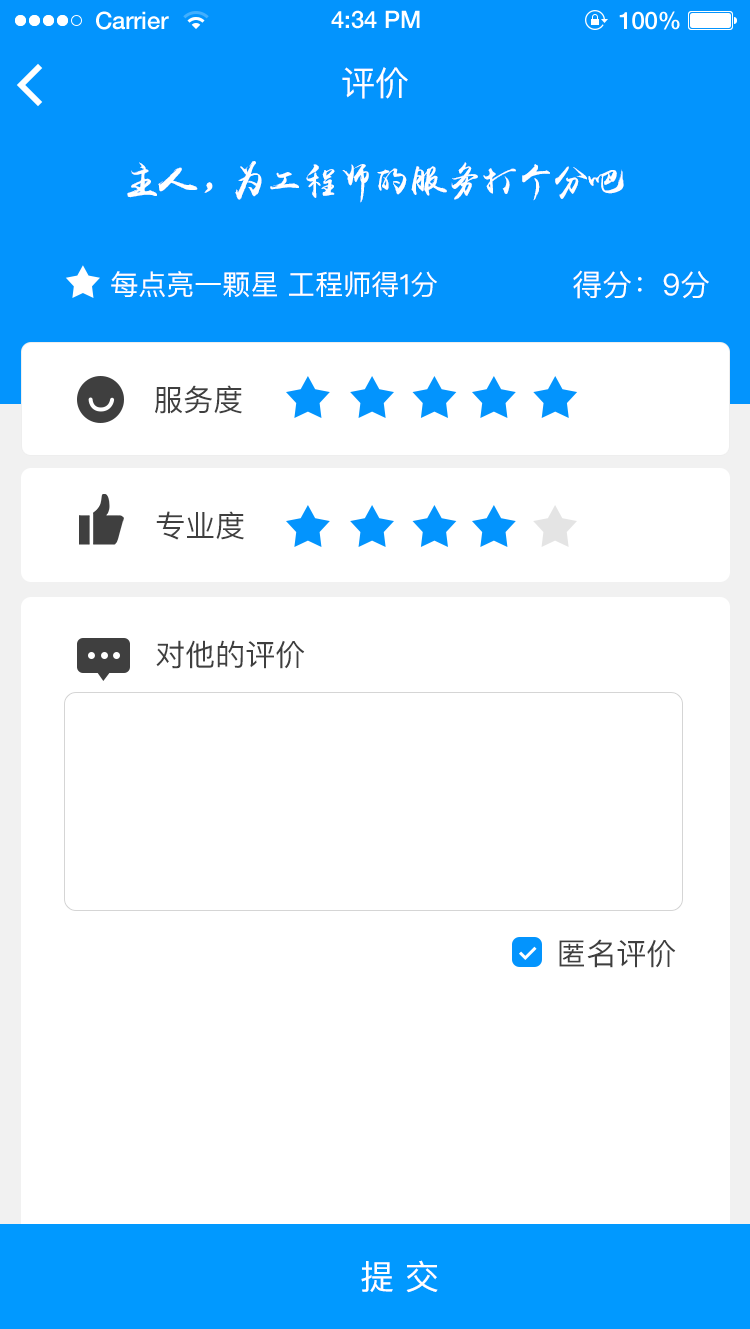 Carrier 4:34 PM 100%
评价
主人，为工程师的服务打个分吧
每点亮一颗星 工程师得1分 得分：9分
服务度
专业度
对他的评价
匿名评价
提交